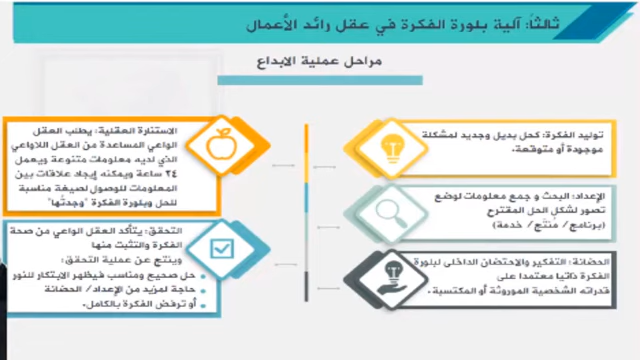 ثالثاً: آلية بلورة الفكرة في عقل رائد الأعمال
مراحل عملية الابداع
توليد الفكرة: كحل بديل وجديد لمشكلة
موجودة أو متوقعة.
الإعداد: البحث و جمع معلومات لوضع
تصور لشكل الحل المقترح
(برنامج/ مُنتَج/ خدمة)
الحضانة: التفكير والاحتضان الداخلى لبلورة
الفكرة ذاتيا معتمدا على
قدراته الشخصية الموروثة أو المكتسبة.
الاستنارة العقلية: يطلب العقل
الواعي المساعدة من العقل اللاواعي
الذي لديه معلومات متنوعة ويعمل
٢٤ ساعة ويمكنه إيجاد علاقات بين
المعلومات للوصول لصيغة مناسبة
للحل وبلورة الفكرة "وجدتُها"
التحقق: يتأكد العقل الواعي من صحة
الفكرة والتثبت منها
وينتج عن عملية التحقق:
حل صحيح ومناسب فيظهر الابتكار للنور
حاجة لمزيد من الإعداد/ الحضانة
أو ترفض الفكرة بالكامل.